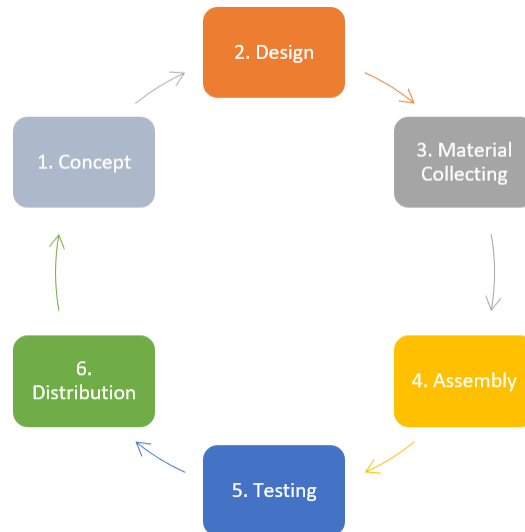 1. Concept
2. Design
3. Material
Collecting
4. Assembly
5. Testing
6.
Distribution